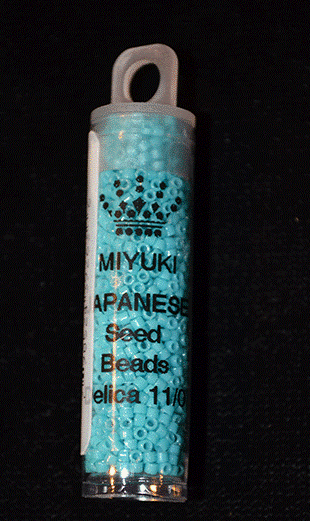 MIYUKI
APANESE
Seed
Beads
elica 11/0